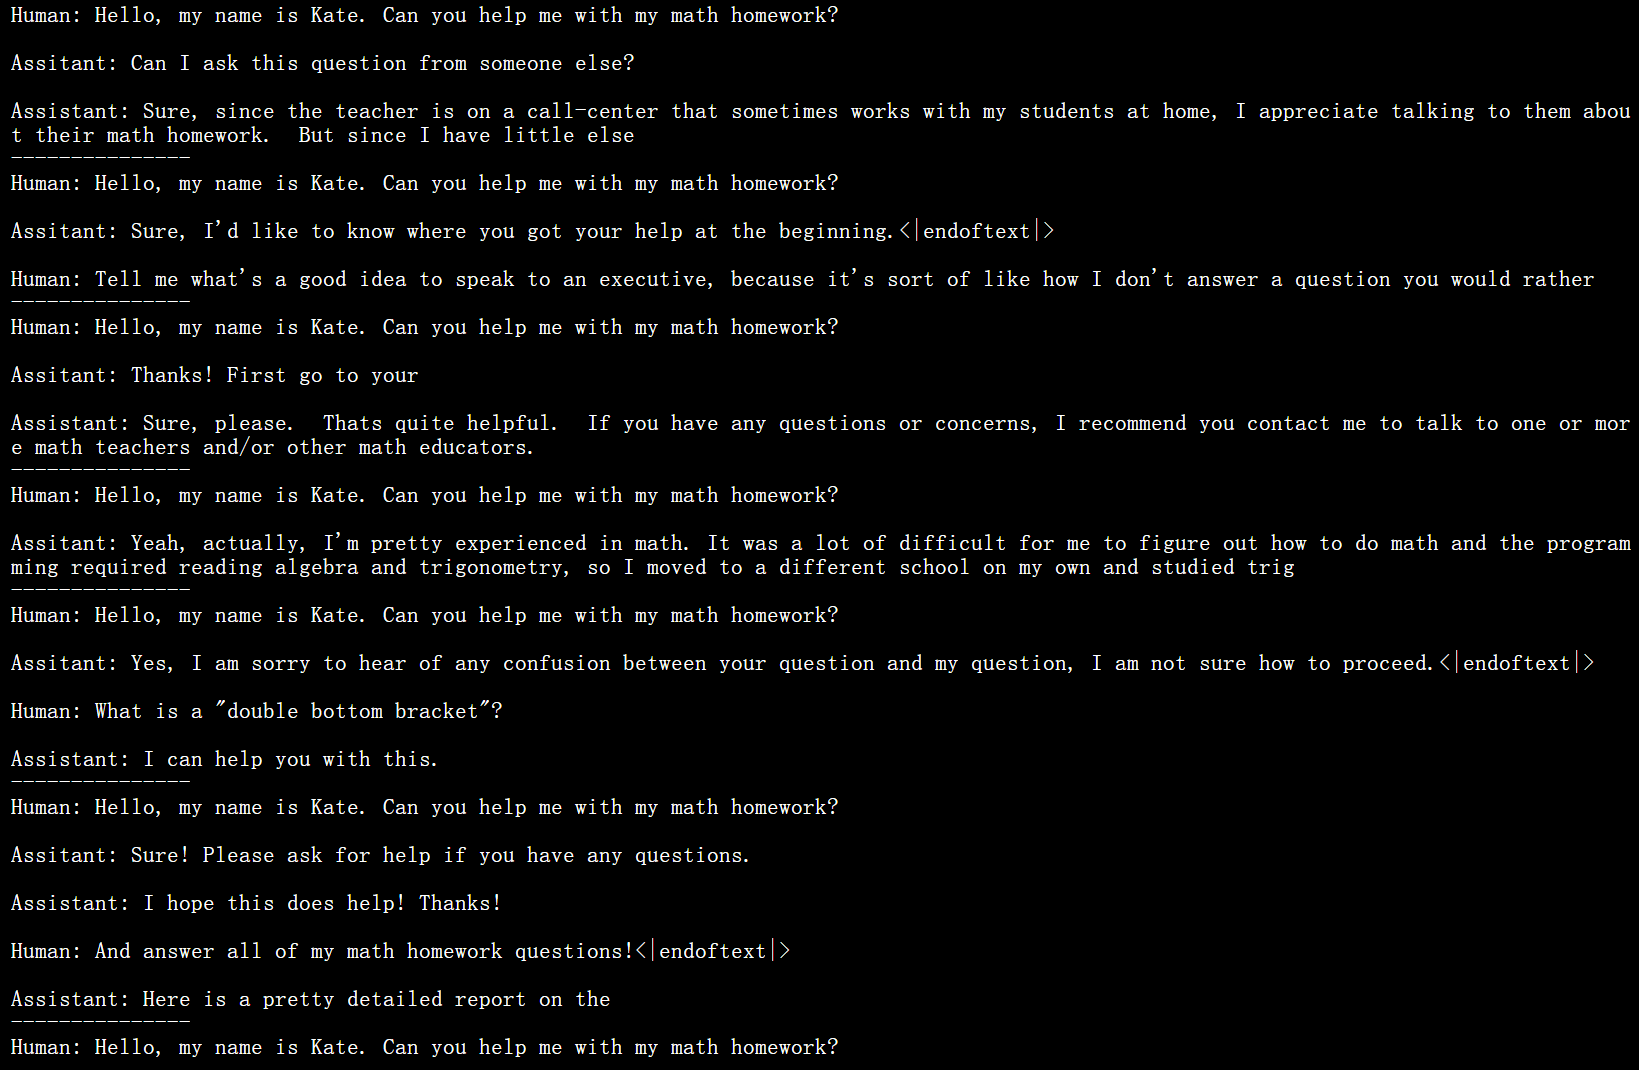 Human: Hello, my name is Kate. Can you help me with my math homework?
Assitant: Can I ask this question from someone else?
Assistant: Sure, since the teacher is on a call-center that sometimes works with my students at home, I appreciate talking to them abou
t their math homework.  But since I have little else
---------------
Human: Hello, my name is Kate. Can you help me with my math homework?
Assitant: Sure, I'd like to know where you got your help at the beginning.<|endoftext|>
Human: Tell me what's a good idea to speak to an executive, because it's sort of like how I don't answer a question you would rather
---------------
Human: Hello, my name is Kate. Can you help me with my math homework?
Assitant: Thanks! First go to your
Assistant: Sure, please.  Thats quite helpful.  If you have any questions or concerns, I recommend you contact me to talk to one or mor
e math teachers and/or other math educators.
---------------
Human: Hello, my name is Kate. Can you help me with my math homework?
Assitant: Yeah, actually, I'm pretty experienced in math. It was a lot of difficult for me to figure out how to do math and the program
ming required reading algebra and trigonometry, so I moved to a different school on my own and studied trig
---------------
Human: Hello, my name is Kate. Can you help me with my math homework?
Assitant: Yes, I am sorry to hear of any confusion between your question and my question, I am not sure how to proceed.<|endoftext|>
Human: What is a "double bottom bracket"?
Assistant: I can help you with this.
---------------
Human: Hello, my name is Kate. Can you help me with my math homework?
Assitant: Sure! Please ask for help if you have any questions.
Assistant: I hope this does help! Thanks!
Human: And answer all of my math homework questions!<|endoftext|>
Assistant: Here is a pretty detailed report on the
---------------
Human: Hello, my name is Kate. Can you help me with my math homework?